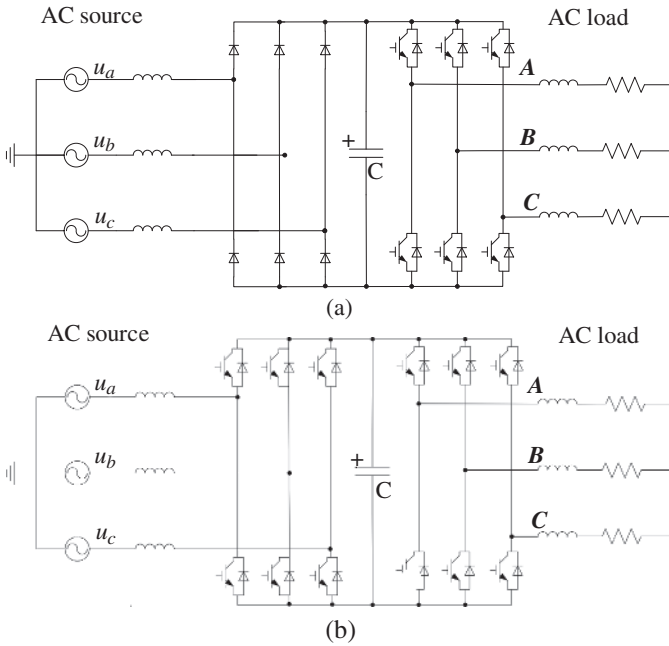 AC source
AC load
u_a
A
u_b
B
+
C
u_c
C
(a)
AC source
AC load
u_a
A
u_b
B
+
C
u_c
C
(b)